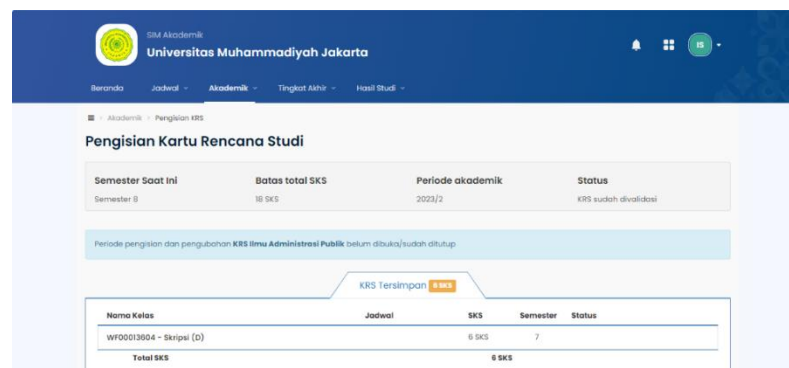 SIM Akademik
Universitas Muhammadiyah Jakarta
IS
Beranda Jadwal Akademik Tingkat Akhir Hasil Studi
Akademik > Pengisian KRS
Pengisian Kartu Rencana Studi
Semester Saat Ini Batas total SKS Periode akademik Status
Semester 8 18 SKS 2023/2 KRS sudah divalidasi
Periode pengisian dan pengubahan KRS Ilmu Administrasi Publik belum dibuka/sudah ditutup
KRS Tersimpan 6 SKS
Nama Kelas Jadwal SKS Semester Status
WF00013604 - Skripsi (D) 6 SKS 7
Total SKS 6 SKS